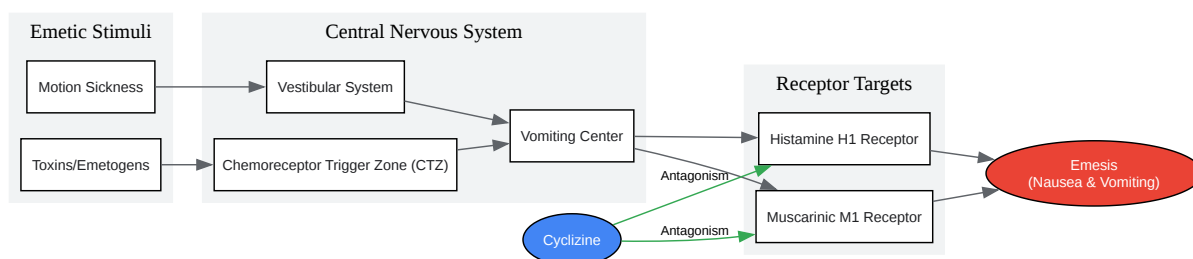 Emetic Stimuli
Motion Sickness
Toxins/Emetogens
Central Nervous System
Vestibular System
Chemoreceptor Trigger Zone (CTZ)
Vomiting Center
Receptor Targets
Histamine H1 Receptor
Muscarinic M1 Receptor
Antagonism
Antagonism
Cyclizine
Emesis
(Nausea & Vomiting)